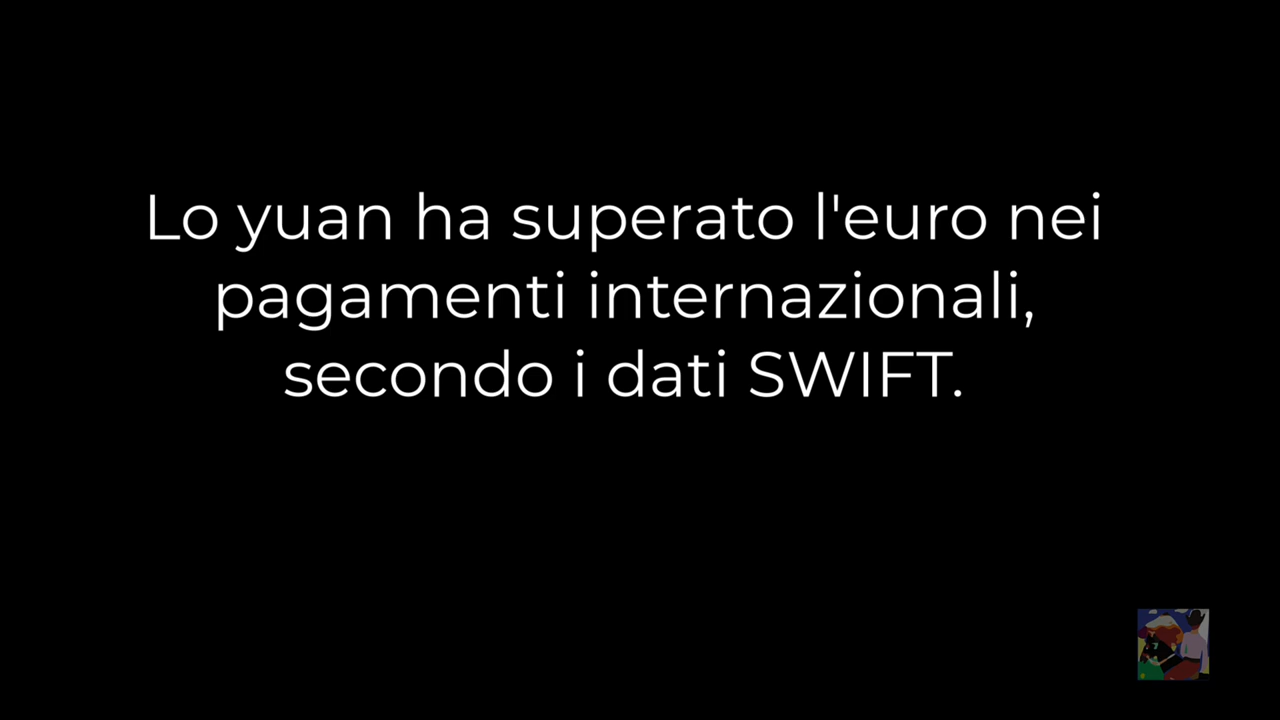 Lo yuan ha superato l'euro nei
pagamenti internazionali,
secondo i dati SWIFT.